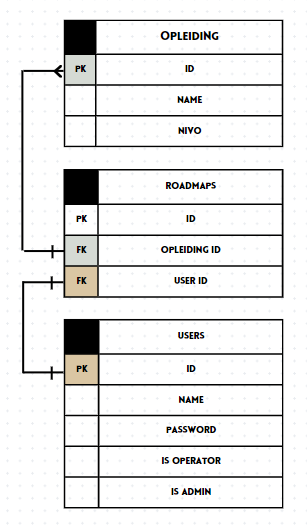 OPLEIDING
PK ID
NAME
NIVO
ROADMAPS
PK ID
FK OPLEIDING ID
FK USER ID
USERS
PK ID
NAME
PASSWORD
IS OPERATOR
IS ADMIN